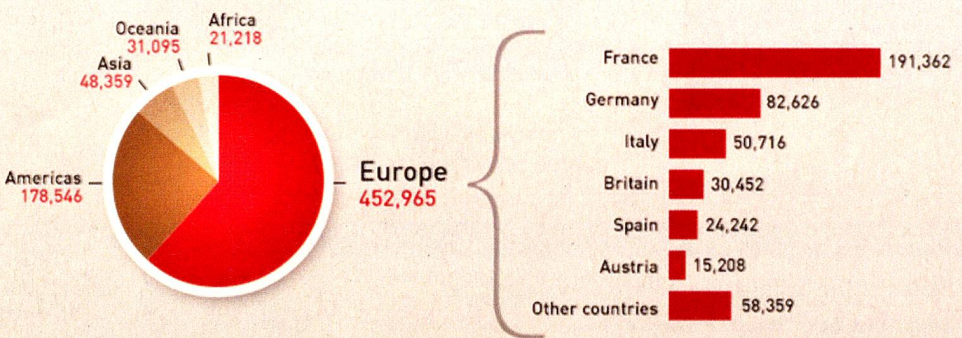 Africa
21,218
Oceania
31,095
Asia
48,359
Americas
178,546
Europe
452,965
France 191,362
Germany 82,626
Italy 50,716
Britain 30,452
Spain 24,242
Austria 15,208
Other countries 58,359